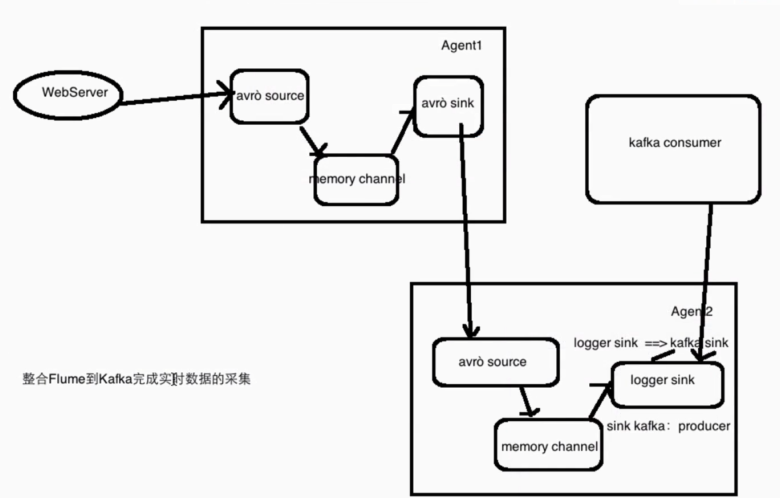 Agent1
WebServer
avrò source
avrò sink
memory channel
kafka consumer
Agent2
logger sink ==> kafka sink
avrò source
logger sink
整合Flume到Kafka完成实时数据的采集
sink kafka：producer
memory channel